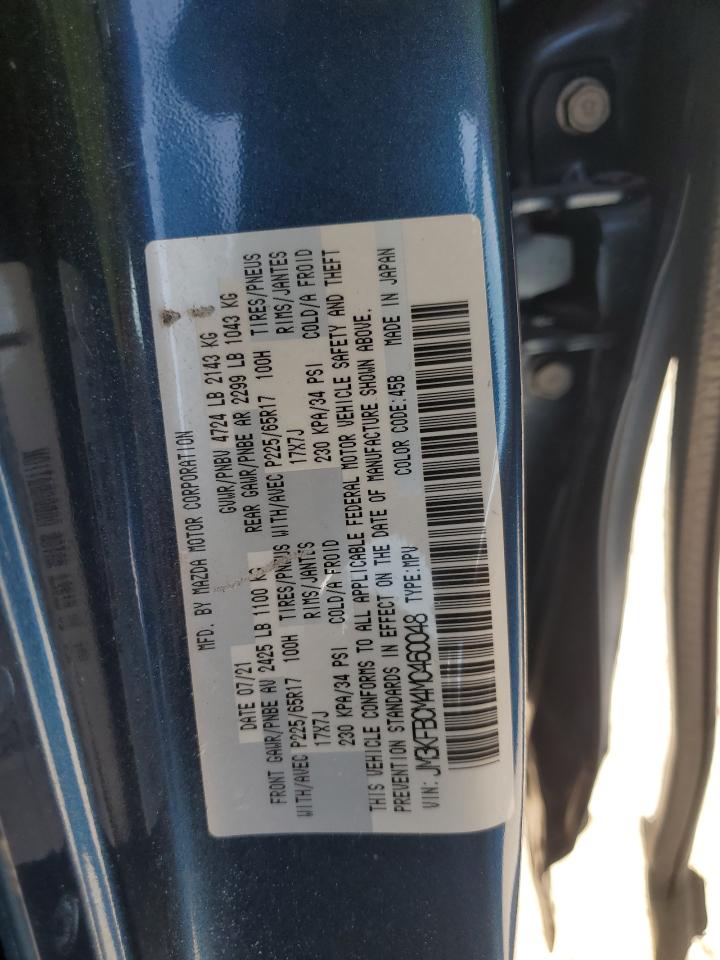 MFD. BY MAZDA MOTOR CORPORATION
DATE 07/21 GVWR/PNBV 4724 LB 2143 KG
FRONT GAWR/PNBE AV 2425 LB 1100 KG REAR GAWR/PNBE AR 2299 LB 1043 KG
WITH/AVEC P225/65R17 100H TIRES/PNEUS WITH/AVEC P225/65R17 100H TIRES/PNEUS
17X7J RIMS/JANTES 17X7J RIMS/JANTES
230 KPA/34 PSI COLD/A FROID 230 KPA/34 PSI COLD/A FROID
THIS VEHICLE CONFORMS TO ALL APPLICABLE FEDERAL MOTOR VEHICLE SAFETY AND THEFT
PREVENTION STANDARDS IN EFFECT ON THE DATE OF MANUFACTURE SHOWN ABOVE.
VIN: JM3KFBCM4M0460048 TYPE:MPV COLOR CODE:45B MADE IN JAPAN